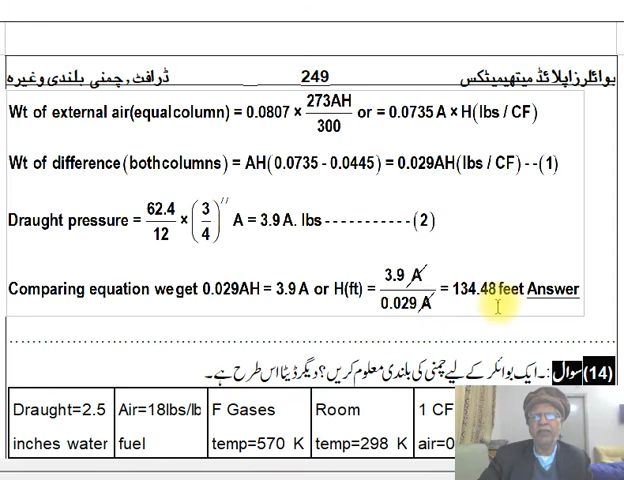 بوائلرزاپلائڈ میتھیمیٹکس 249 ڈرافٹ, چمنی بلندی وغیرہ
Wt of external air(equalcolumn) = 0.0807 × 273AH / 300 or = 0.0735 A × H(lbs / CF)
Wt of difference(bothcolumns) = AH(0.0735 - 0.0445) = 0.029AH(lbs / CF) --(1)
Draught pressure = 62.4 / 12 × (3 / 4)′′ A = 3.9 A. lbs -----------(2)
Comparing equation we get 0.029AH = 3.9 A or H(ft) = 3.9 A / 0.029 A = 134.48 feet Answer
(14) سوال:۔ ایک بوائلر کے لیے چمنی کی بلندی معلوم کریں؟ دیگر ڈیٹا اس طرح ہے۔
Draught=2.5 Air=18lbs/lb F Gases Room 1 CF
inches water fuel temp=570 K temp=298 K air=0